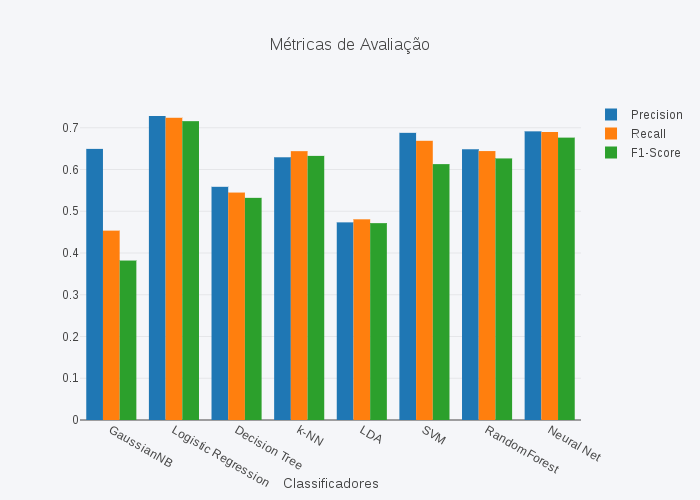 Métricas de Avaliação
Precision
Recall
F1-Score
0.7
0.6
0.5
0.4
0.3
0.2
0.1
0
GaussianNB
Logistic Regression
Decision Tree
k-NN
LDA
SVM
RandomForest
Neural Net
Classificadores